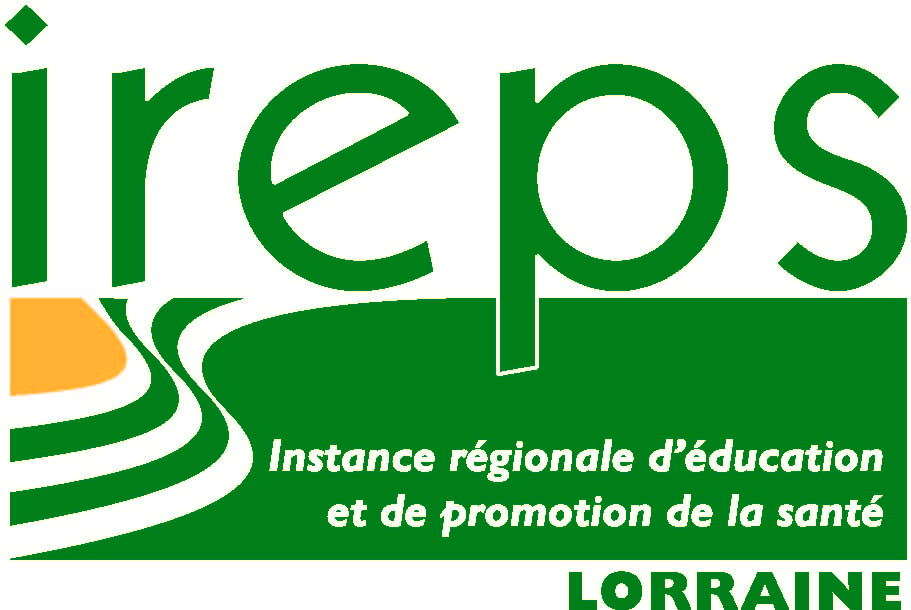 ireps
Instance régionale d'éducation
et de promotion de la santé
LORRAINE